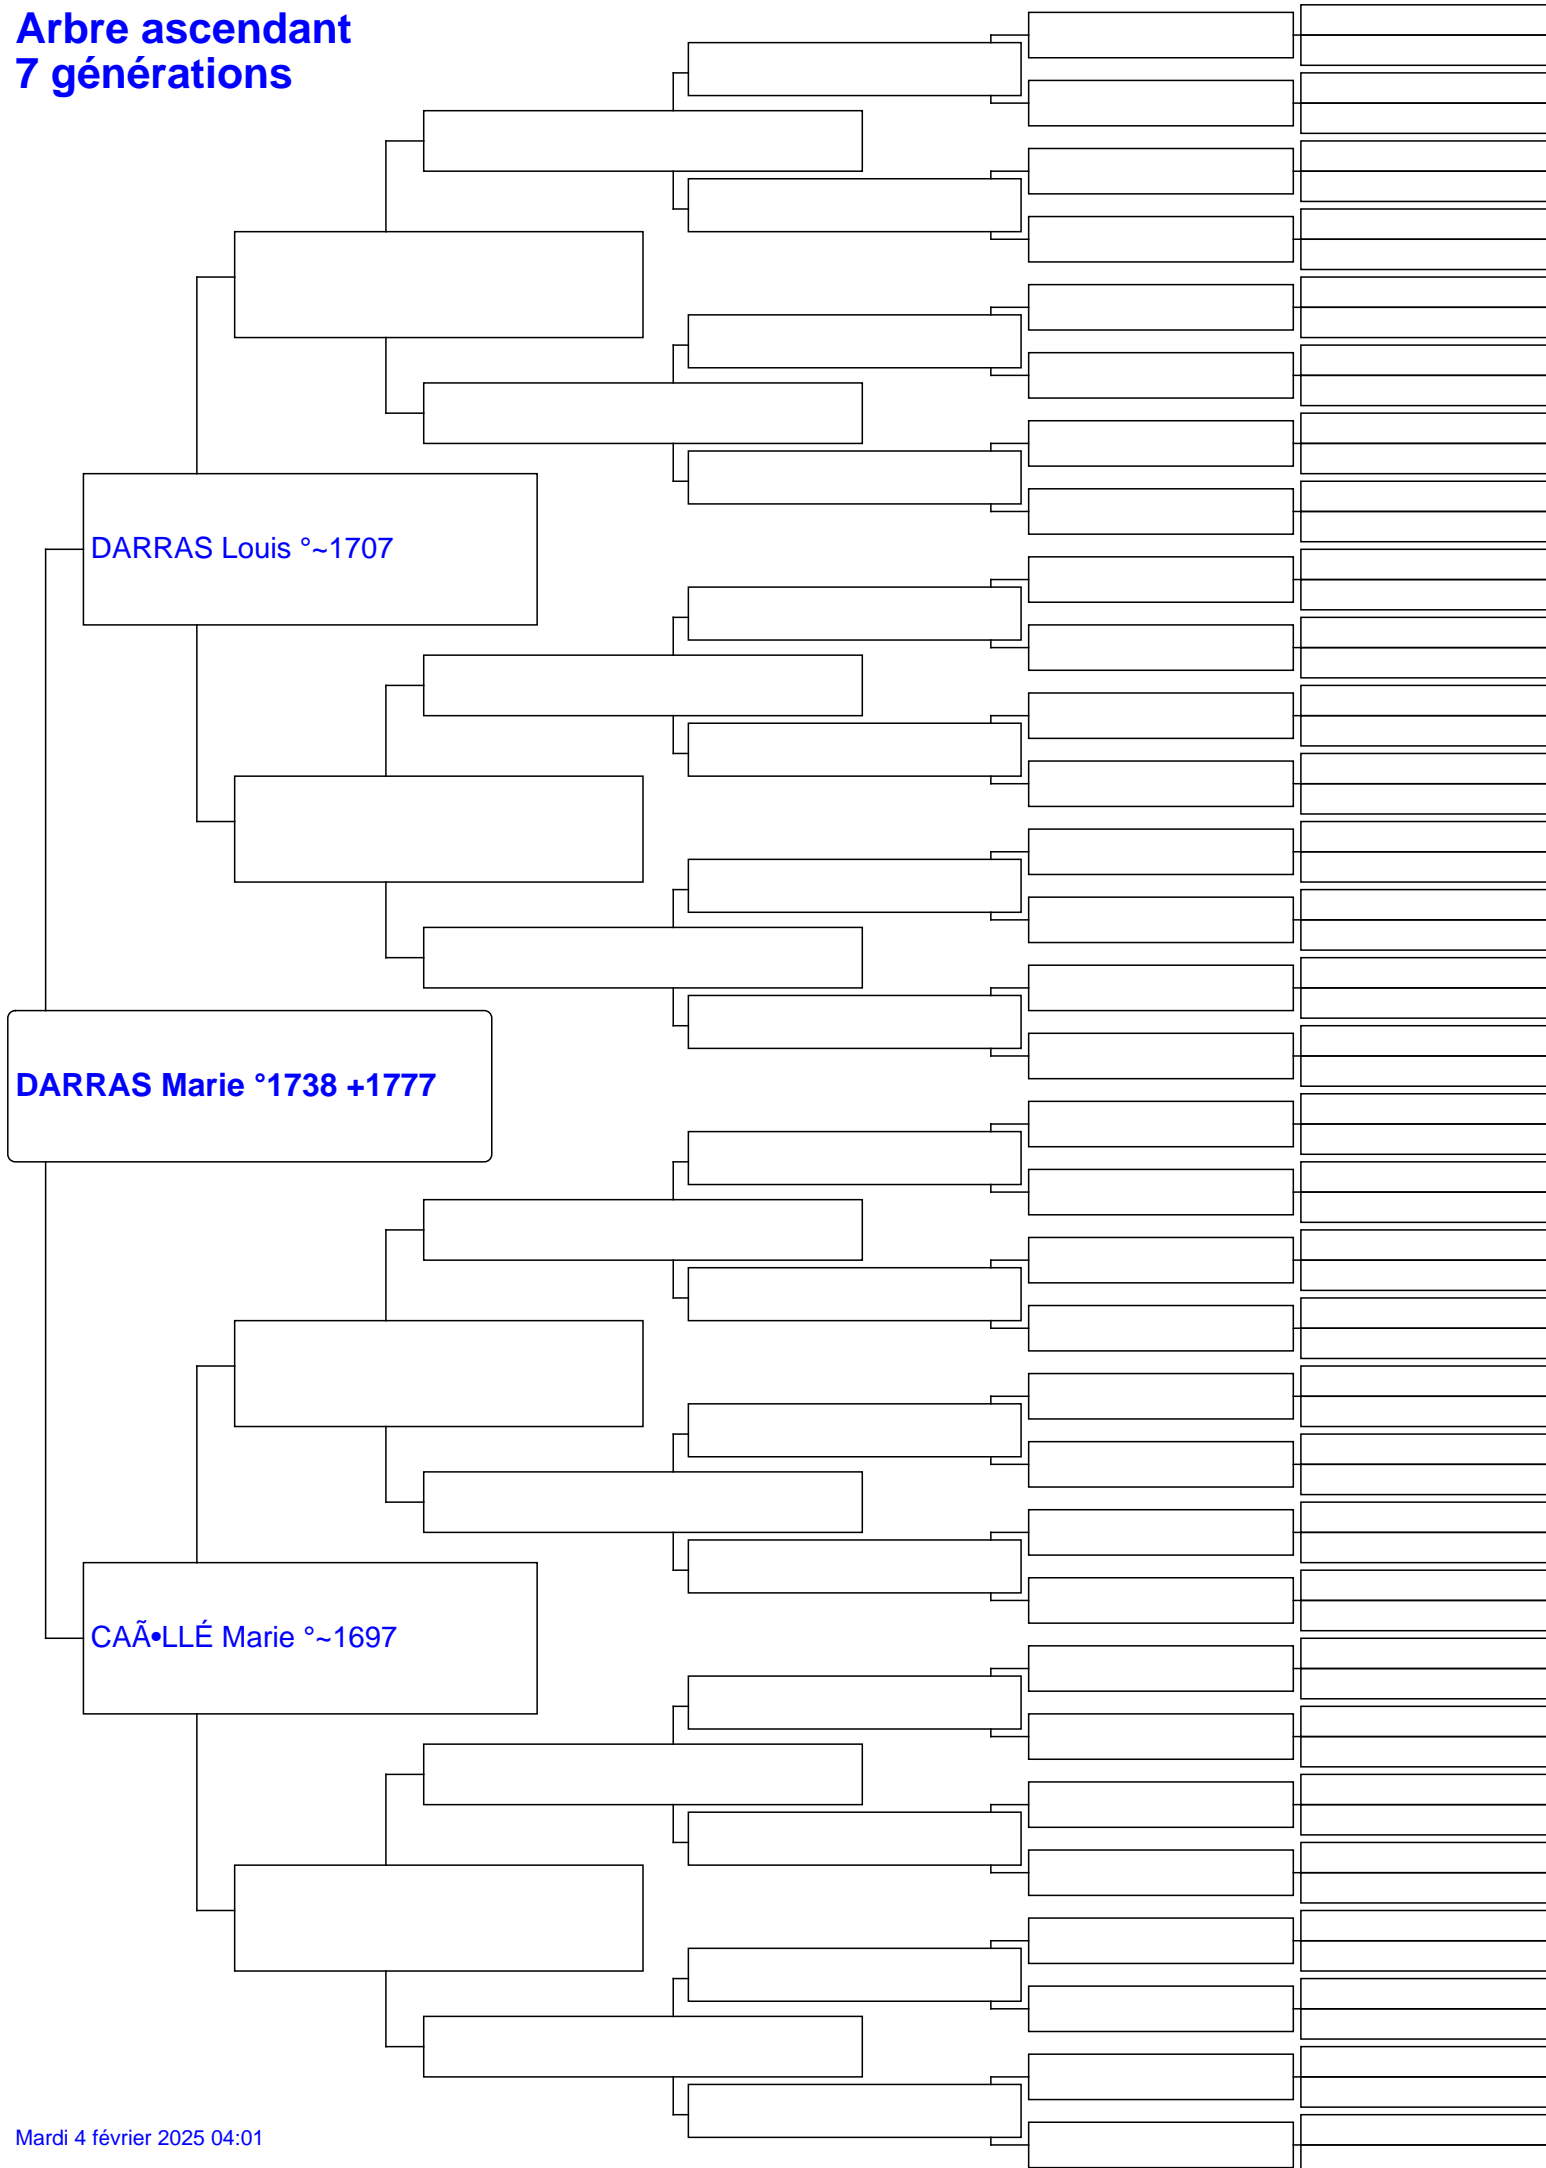 Arbre ascendant
7 générations
DARRAS Louis °~1707
DARRAS Marie °1738 +1777
CAÃ•LLÉ Marie °~1697
Mardi 4 février 2025 04:01